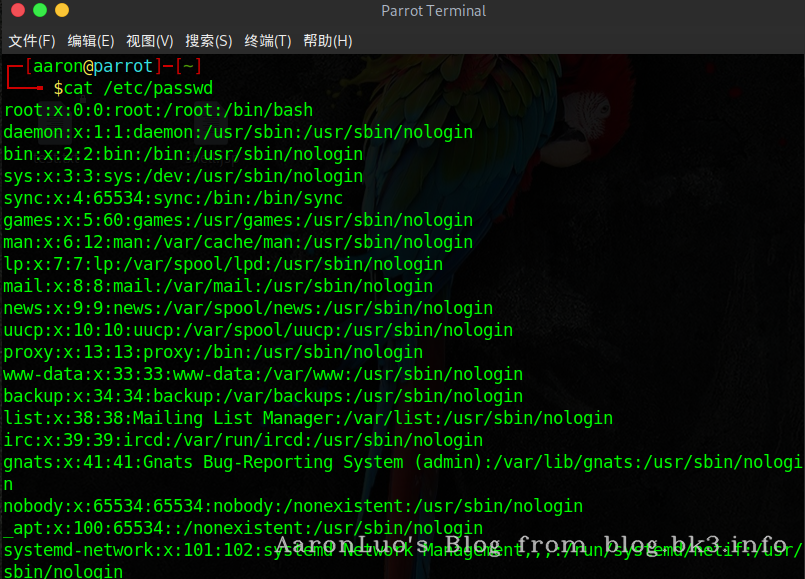 Parrot Terminal
文件(F) 编辑(E) 视图(V) 搜索(S) 终端(T) 帮助(H)
┌─[aaron@parrot]─[~]
└──╼ $cat /etc/passwd
root:x:0:0:root:/root:/bin/bash
daemon:x:1:1:daemon:/usr/sbin:/usr/sbin/nologin
bin:x:2:2:bin:/bin:/usr/sbin/nologin
sys:x:3:3:sys:/dev:/usr/sbin/nologin
sync:x:4:65534:sync:/bin:/bin/sync
games:x:5:60:games:/usr/games:/usr/sbin/nologin
man:x:6:12:man:/var/cache/man:/usr/sbin/nologin
lp:x:7:7:lp:/var/spool/lpd:/usr/sbin/nologin
mail:x:8:8:mail:/var/mail:/usr/sbin/nologin
news:x:9:9:news:/var/spool/news:/usr/sbin/nologin
uucp:x:10:10:uucp:/var/spool/uucp:/usr/sbin/nologin
proxy:x:13:13:proxy:/bin:/usr/sbin/nologin
www-data:x:33:33:www-data:/var/www:/usr/sbin/nologin
backup:x:34:34:backup:/var/backups:/usr/sbin/nologin
list:x:38:38:Mailing List Manager:/var/list:/usr/sbin/nologin
irc:x:39:39:ircd:/var/run/ircd:/usr/sbin/nologin
gnats:x:41:41:Gnats Bug-Reporting System (admin):/var/lib/gnats:/usr/sbin/nologi
n
nobody:x:65534:65534:nobody:/nonexistent:/usr/sbin/nologin
_apt:x:100:65534::/nonexistent:/usr/sbin/nologin
systemd-network:x:101:102:systemd Network Management,,,:/run/systemd/netif:/usr/
sbin/nologin
AaronLuo's Blog from blog.bk3.info